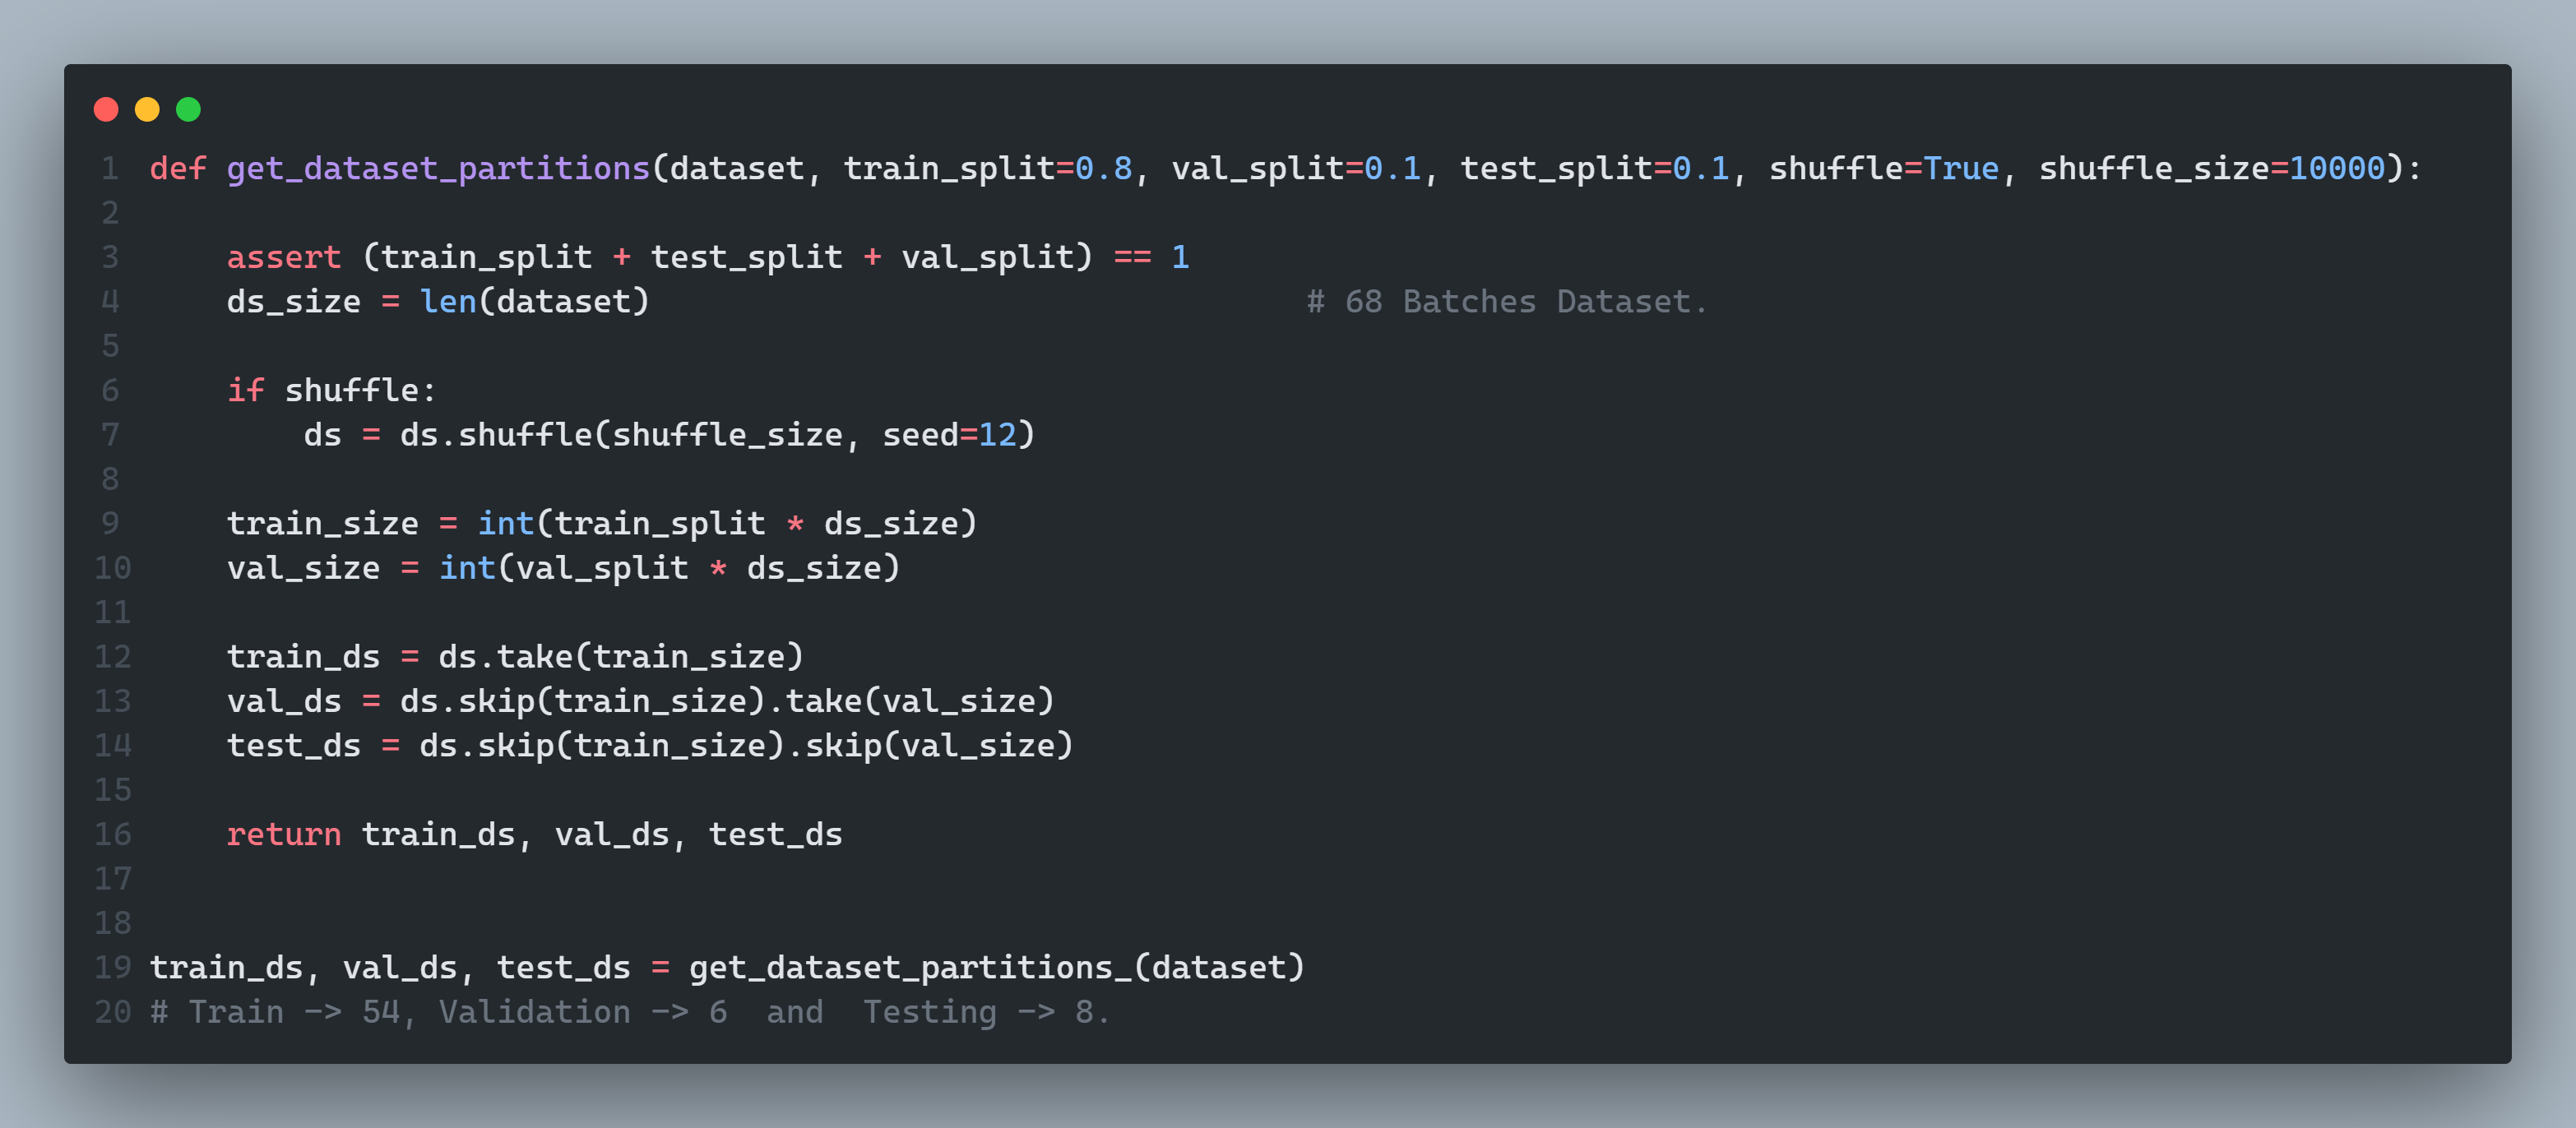 1 def get_dataset_partitions(dataset, train_split=0.8, val_split=0.1, test_split=0.1, shuffle=True, shuffle_size=10000):
2
3     assert (train_split + test_split + val_split) == 1
4     ds_size = len(dataset)                                  # 68 Batches Dataset.
5
6     if shuffle:
7         ds = ds.shuffle(shuffle_size, seed=12)
8
9     train_size = int(train_split * ds_size)
10     val_size = int(val_split * ds_size)
11
12     train_ds = ds.take(train_size)
13     val_ds = ds.skip(train_size).take(val_size)
14     test_ds = ds.skip(train_size).skip(val_size)
15
16     return train_ds, val_ds, test_ds
17
18
19 train_ds, val_ds, test_ds = get_dataset_partitions_(dataset)
20 # Train -> 54, Validation -> 6  and  Testing -> 8.